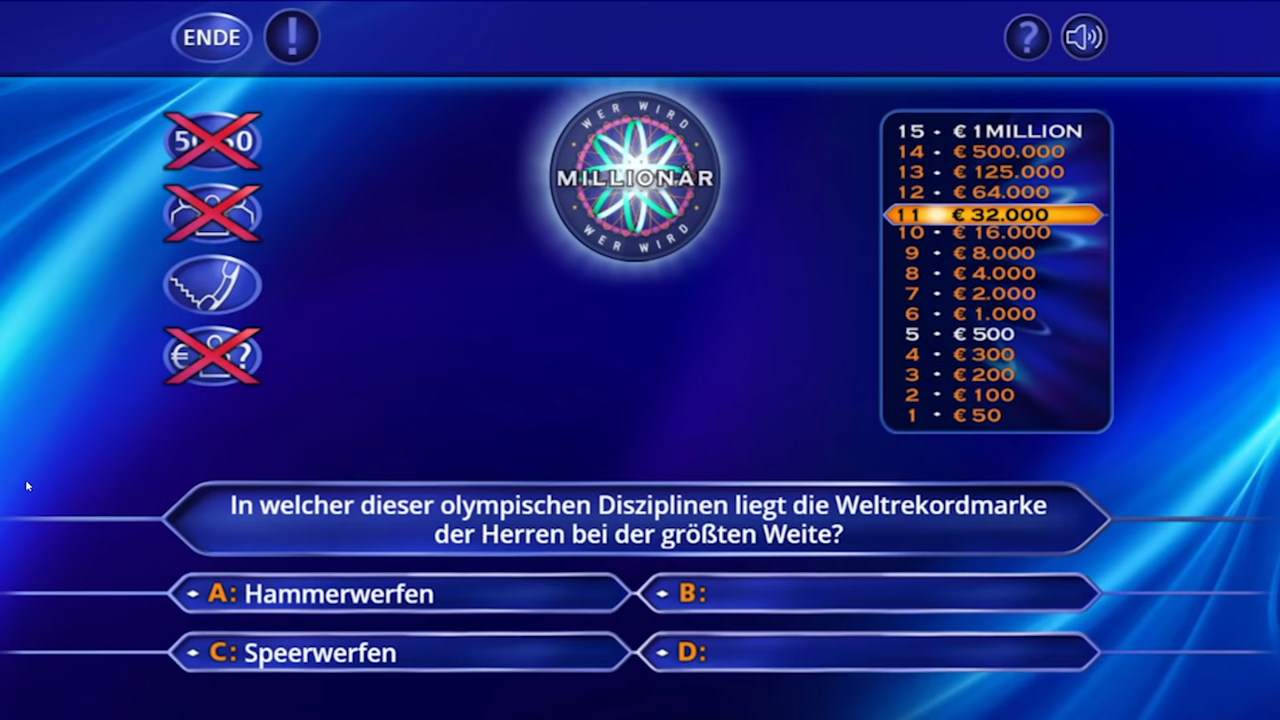 ENDE
!
?
50:50
WER WIRD
MILLIONÄR
WER WIRD
€ ?
15 • € 1 MILLION
14 • € 500.000
13 • € 125.000
12 • € 64.000
11 € 32.000
10 • € 16.000
9 • € 8.000
8 • € 4.000
7 • € 2.000
6 • € 1.000
5 • € 500
4 • € 300
3 • € 200
2 • € 100
1 • € 50
In welcher dieser olympischen Disziplinen liegt die Weltrekordmarke
der Herren bei der größten Weite?
A: Hammerwerfen
B:
C: Speerwerfen
D: